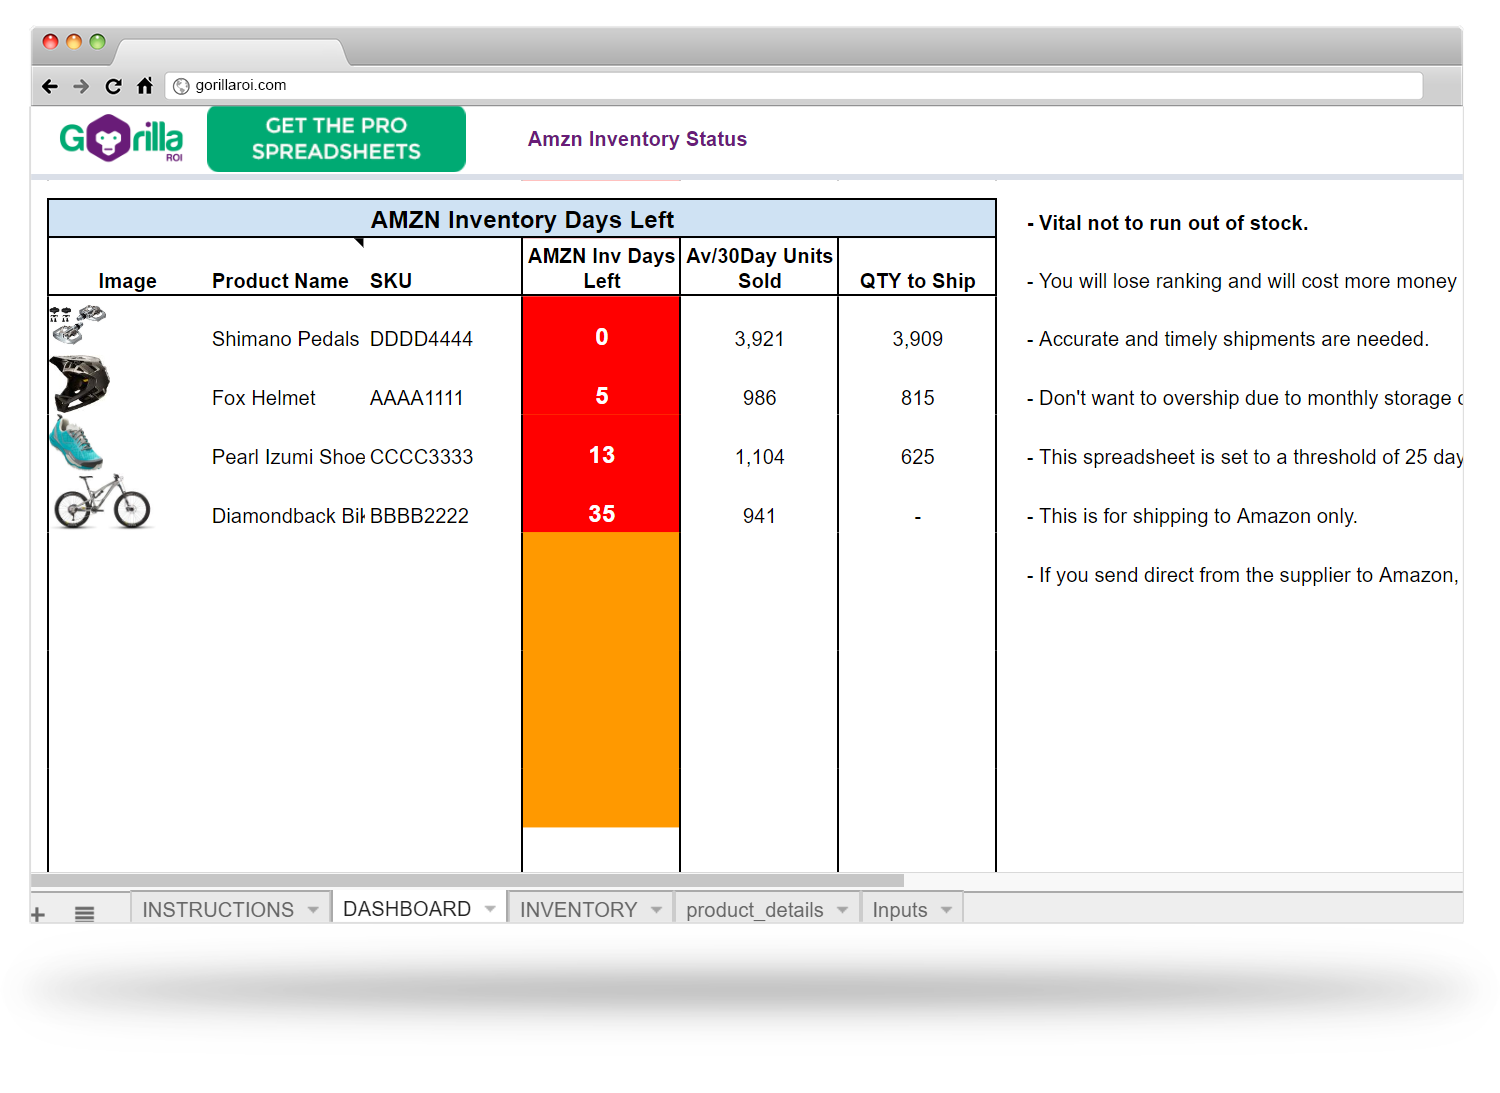 gorillaroi.com
Gorilla
ROI
GET THE PRO
SPREADSHEETS
Amzn Inventory Status
AMZN Inventory Days Left
Image
Product Name
SKU
AMZN Inv Days
Left
Av/30Day Units
Sold
QTY to Ship
Shimano Pedals DDDD4444 0 3,921 3,909
Fox Helmet AAAA1111 5 986 815
Pearl Izumi Shoe CCCC3333 13 1,104 625
Diamondback Bik BBBB2222 35 941 -
- Vital not to run out of stock.
- You will lose ranking and will cost more money
- Accurate and timely shipments are needed.
- Don't want to overship due to monthly storage
- This spreadsheet is set to a threshold of 25 day
- This is for shipping to Amazon only.
- If you send direct from the supplier to Amazon,
INSTRUCTIONS DASHBOARD INVENTORY product_details Inputs